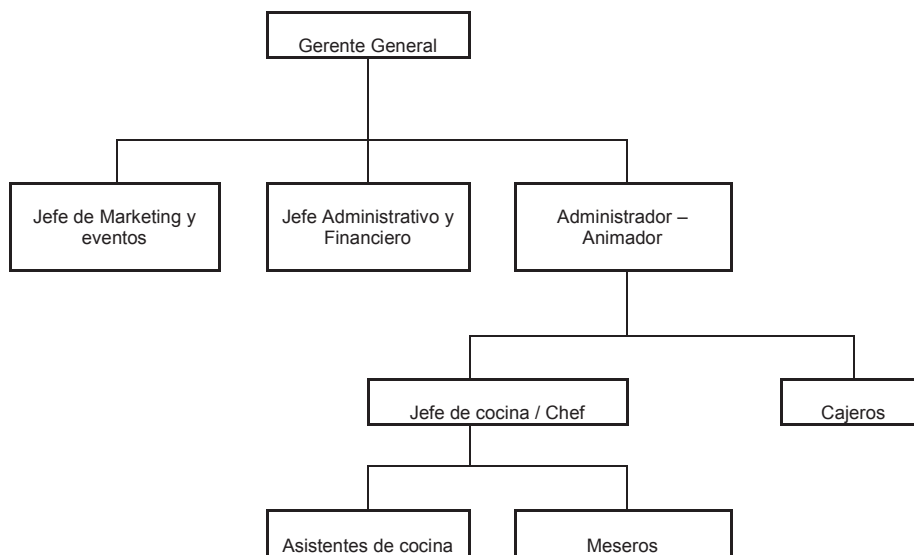 Gerente General
Jefe de Marketing y
eventos
Jefe Administrativo y
Financiero
Administrador –
Animador
Jefe de cocina / Chef
Cajeros
Asistentes de cocina
Meseros